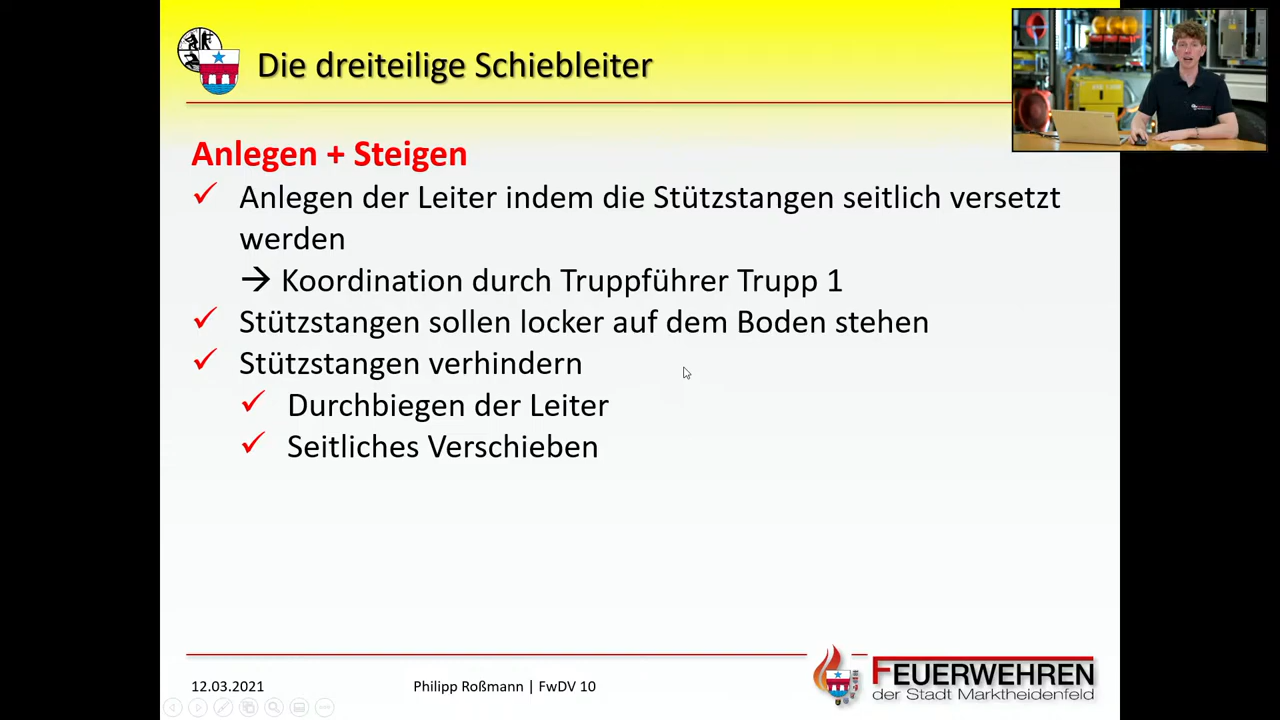 Die dreiteilige Schiebleiter
Anlegen + Steigen
✓ Anlegen der Leiter indem die Stützstangen seitlich versetzt
werden
→ Koordination durch Truppführer Trupp 1
✓ Stützstangen sollen locker auf dem Boden stehen
✓ Stützstangen verhindern
✓ Durchbiegen der Leiter
✓ Seitliches Verschieben
12.03.2021
Philipp Roßmann | FwDV 10
FEUERWEHREN
der Stadt Marktheidenfeld